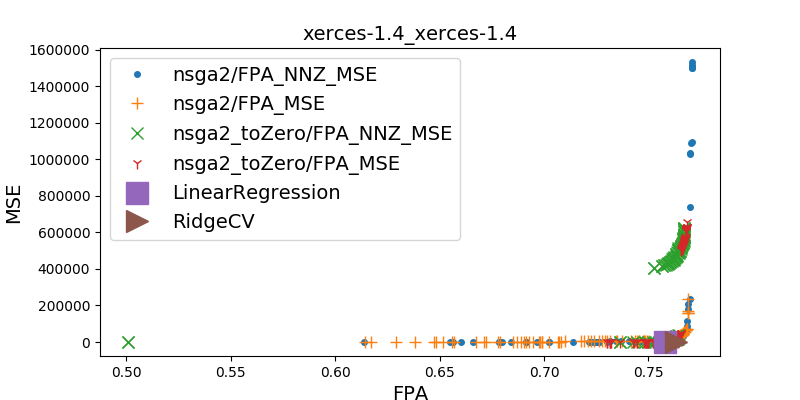 xerces-1.4_xerces-1.4
1600000
1400000
1200000
1000000
800000
600000
400000
200000
0
MSE
nsga2/FPA_NNZ_MSE
nsga2/FPA_MSE
nsga2_toZero/FPA_NNZ_MSE
nsga2_toZero/FPA_MSE
LinearRegression
RidgeCV
0.50 0.55 0.60 0.65 0.70 0.75
FPA